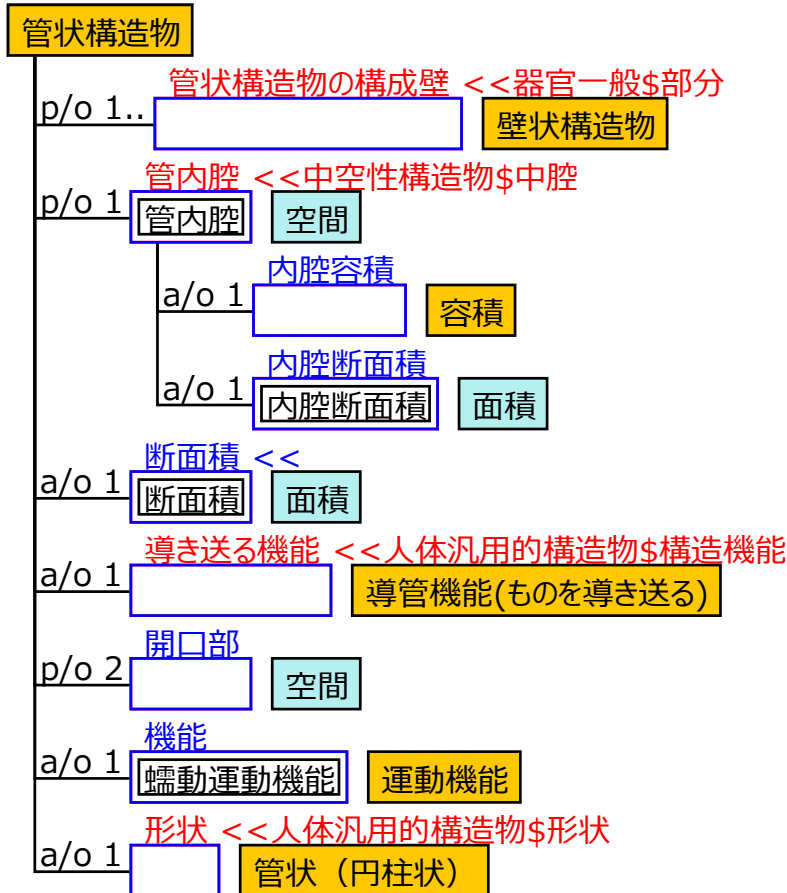 管状構造物
管状構造物の構成壁 <<器官一般$部分
p/o 1.. 壁状構造物
管内腔 <<中空性構造物$中腔
p/o 1 管内腔 空間
内腔容積
a/o 1 容積
内腔断面積
a/o 1 内腔断面積 面積
断面積 <<
a/o 1 断面積 面積
導き送る機能 <<人体汎用的構造物$構造機能
a/o 1 導管機能(ものを導き送る)
開口部
p/o 2 空間
機能
a/o 1 蠕動運動機能 運動機能
形状 <<人体汎用的構造物$形状
a/o 1 管状（円柱状）